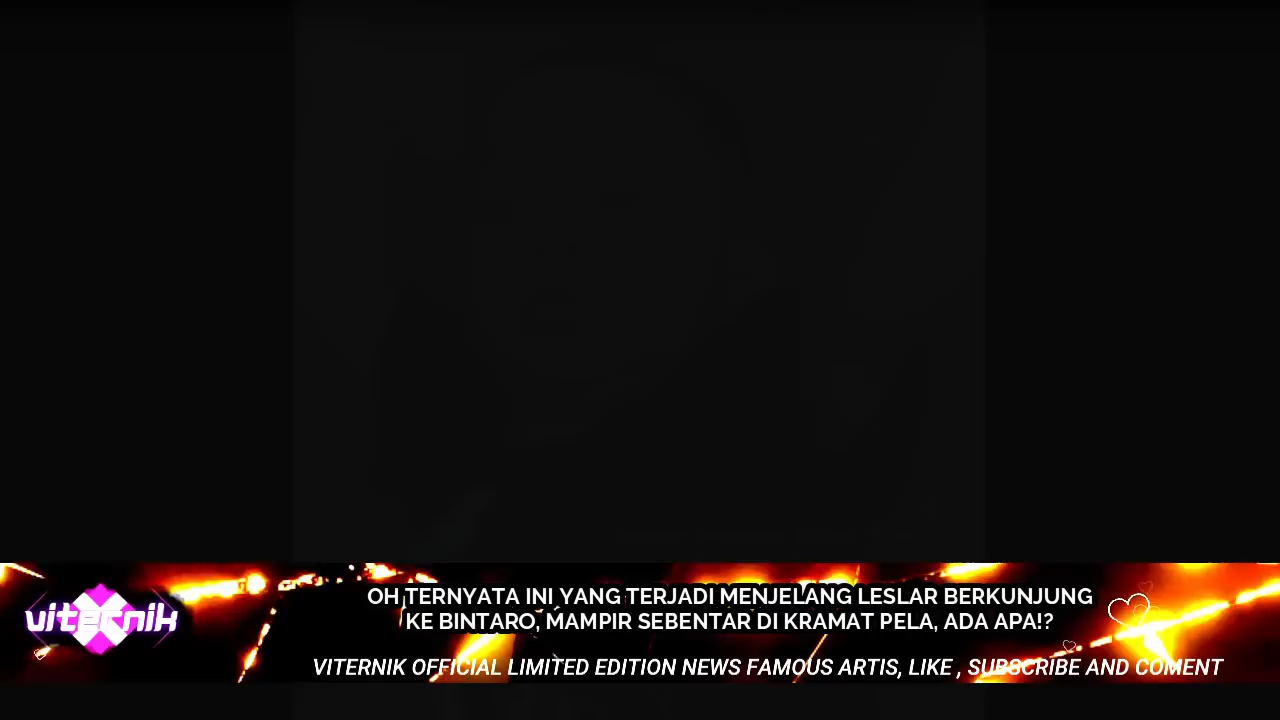 viternik
OH TERNYATA INI YANG TERJADI MENJELANG LESLAR BERKUNJUNG
KE BINTARO, MAMPIR SEBENTAR DI KRAMAT PELA, ADA APA!?
VITERNIK OFFICIAL LIMITED EDITION NEWS FAMOUS ARTIS, LIKE , SUBSCRIBE AND COMENT